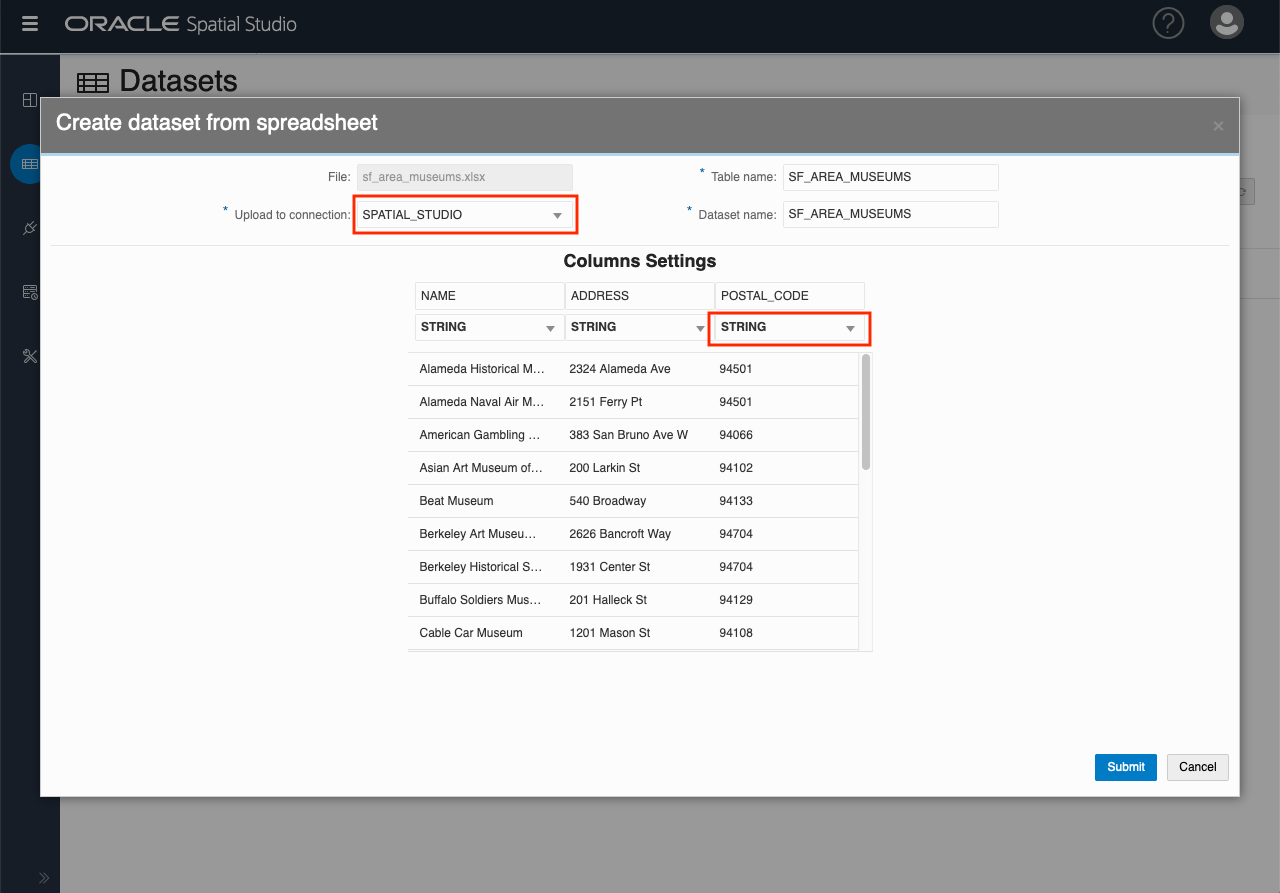 ORACLE Spatial Studio
?
Datasets
Create dataset from spreadsheet
×
File: sf_area_museums.xlsx
* Table name: SF_AREA_MUSEUMS
* Upload to connection: SPATIAL_STUDIO
* Dataset name: SF_AREA_MUSEUMS
Columns Settings
NAME ADDRESS POSTAL_CODE
STRING STRING STRING
Alameda Historical M... 2324 Alameda Ave 94501
Alameda Naval Air M... 2151 Ferry Pt 94501
American Gambling ... 383 San Bruno Ave W 94066
Asian Art Museum of... 200 Larkin St 94102
Beat Museum 540 Broadway 94133
Berkeley Art Museu... 2626 Bancroft Way 94704
Berkeley Historical S... 1931 Center St 94704
Buffalo Soldiers Mus... 201 Halleck St 94129
Cable Car Museum 1201 Mason St 94108
Submit Cancel